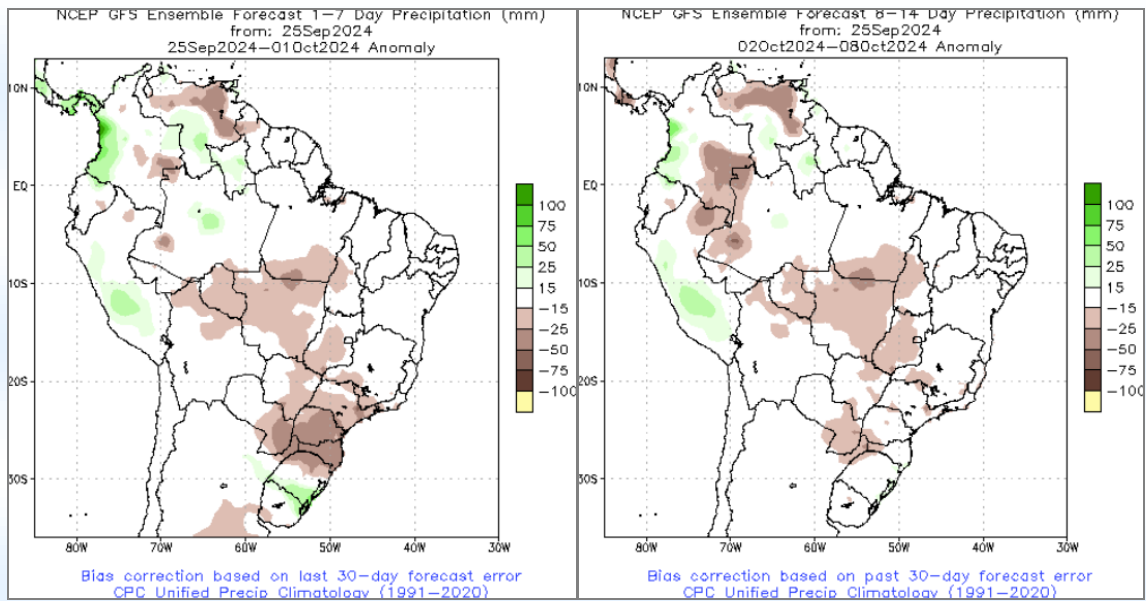 NCEP GFS Ensemble Forecast 1-7 Day Precipitation (mm)
from: 25Sep2024
25Sep2024-01Oct2024 Anomaly
10N
EQ
10S
20S
30S
80W 70W 60W 50W 40W 30W
100
75
50
25
15
-15
-25
-50
-75
-100
Bias correction based on last 30-day forecast error
CPC Unified Precip Climatology (1991-2020)
NCEP GFS Ensemble Forecast 8-14 Day Precipitation (mm)
from: 25Sep2024
02Oct2024-08Oct2024 Anomaly
10N
EQ
10S
20S
30S
80W 70W 60W 50W 40W 30W
100
75
50
25
15
-15
-25
-50
-75
-100
Bias correction based on past 30-day forecast error
CPC Unified Precip Climatology (1991-2020)